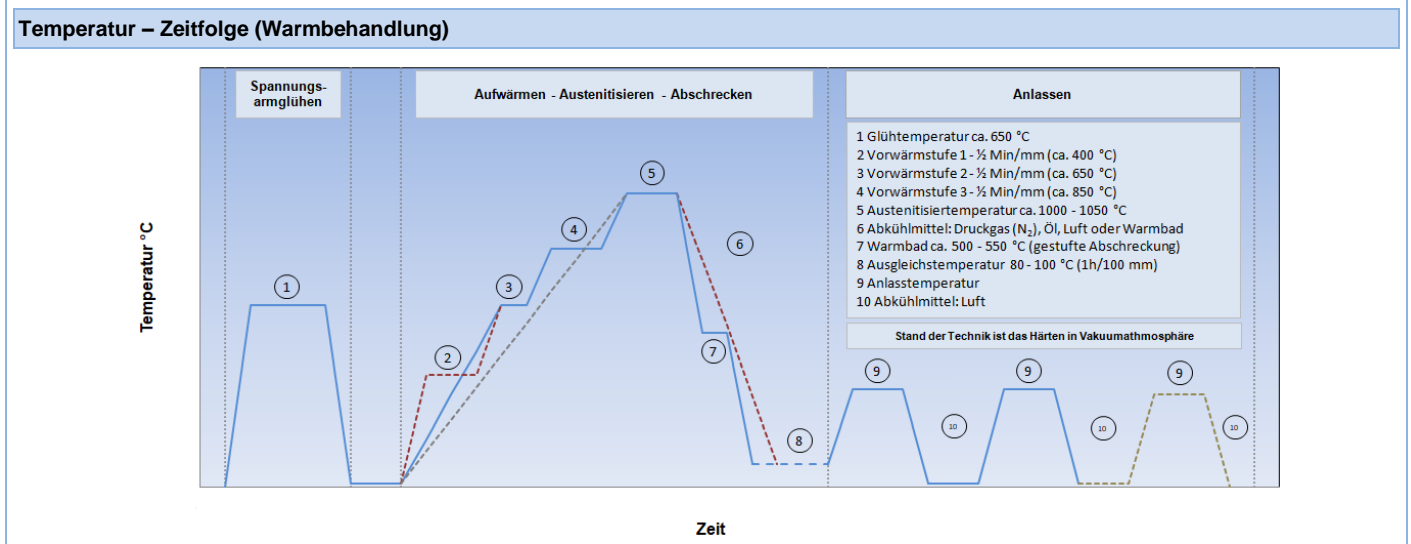 Temperatur – Zeitfolge (Warmbehandlung)
Spannungs-
armglühen
Aufwärmen - Austenitisieren - Abschrecken
Anlassen
1 Glühtemperatur ca. 650 °C
2 Vorwärmstufe 1 - ½ Min/mm (ca. 400 °C)
3 Vorwärmstufe 2 - ½ Min/mm (ca. 650 °C)
4 Vorwärmstufe 3 - ½ Min/mm (ca. 850 °C)
5 Austenitisiertemperatur ca. 1000 - 1050 °C
6 Abkühlmittel: Druckgas (N₂), Öl, Luft oder Warmbad
7 Warmbad ca. 500 - 550 °C (gestufte Abschreckung)
8 Ausgleichstemperatur 80 - 100 °C (1h/100 mm)
9 Anlasstemperatur
10 Abkühlmittel: Luft
Stand der Technik ist das Härten in Vakuumathmosphäre
Temperatur °C
1
2
3
4
5
6
7
8
9
10
9
10
9
10
Zeit